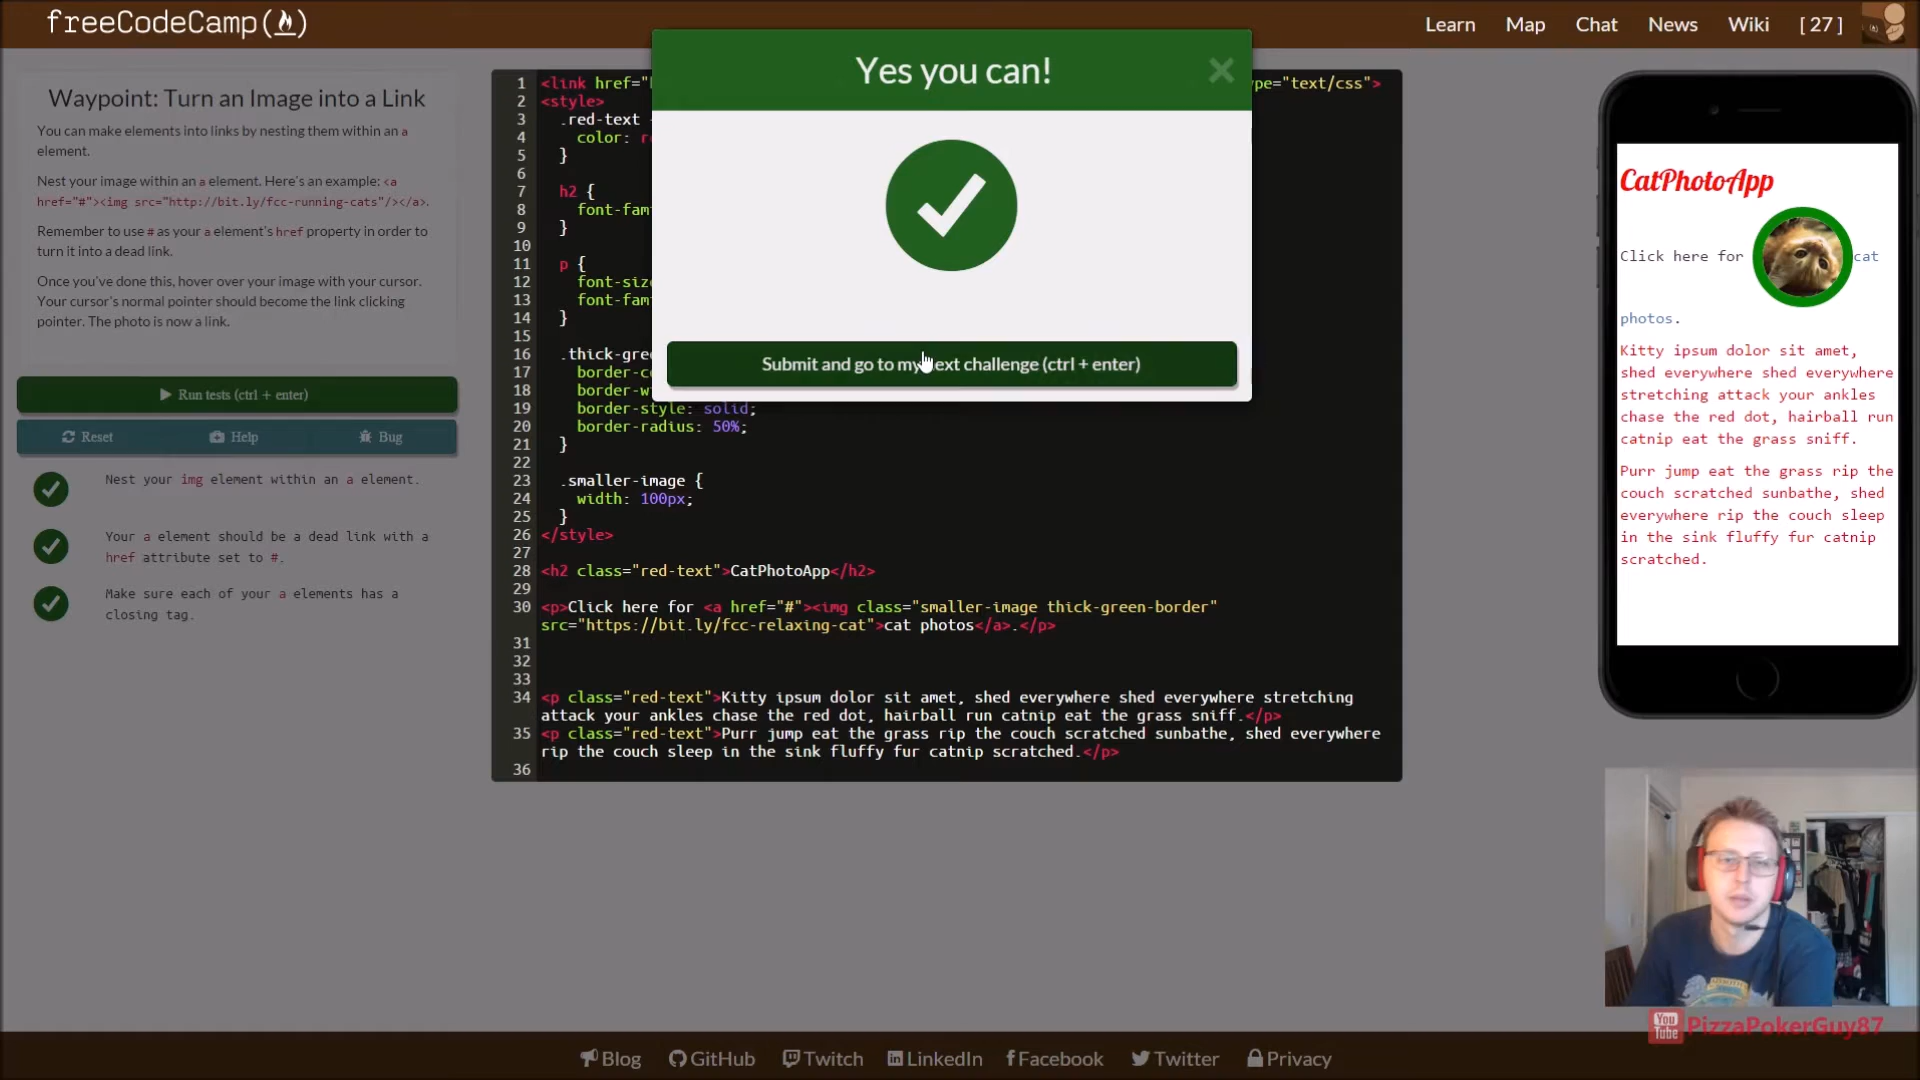 freeCodeCamp
Learn
Map
Chat
News
Wiki
[ 27 ]
Waypoint: Turn an Image into a Link
You can make elements into links by nesting them within an a
element.
Nest your image within an a element. Here's an example: <a
href="#"><img src="http://bit.ly/fcc-running-cats"/></a>.
Remember to use # as your a element's href property in order to
turn it into a dead link.
Once you've done this, hover over your image with your cursor.
Your cursor's normal pointer should become the link clicking
pointer. The photo is now a link.
Run tests (ctrl + enter)
Reset
Help
Bug
Nest your img element within an a element.
Your a element should be a dead link with a
href attribute set to #.
Make sure each of your a elements has a
closing tag.
Yes you can!
Submit and go to my next challenge (ctrl + enter)
1 <link href=" pe="text/css">
2 <style>
3 .red-text
4 color:
5 }
6
7 h2 {
8 font-fam
9 }
10
11 p {
12 font-size
13 font-fam
14 }
15
16 .thick-gree
17 border-c
18 border-w
19 border-style: solid;
20 border-radius: 50%;
21 }
22
23 .smaller-image {
24 width: 100px;
25 }
26 </style>
27
28 <h2 class="red-text">CatPhotoApp</h2>
29
30 <p>Click here for <a href="#"><img class="smaller-image thick-green-border"
src="https://bit.ly/fcc-relaxing-cat">cat photos</a>.</p>
31
32
33
34 <p class="red-text">Kitty ipsum dolor sit amet, shed everywhere shed everywhere stretching
attack your ankles chase the red dot, hairball run catnip eat the grass sniff.</p>
35 <p class="red-text">Purr jump eat the grass rip the couch scratched sunbathe, shed everywhere
rip the couch sleep in the sink fluffy fur catnip scratched.</p>
36
CatPhotoApp
Click here for cat
photos.
Kitty ipsum dolor sit amet,
shed everywhere shed everywhere
stretching attack your ankles
chase the red dot, hairball run
catnip eat the grass sniff.
Purr jump eat the grass rip the
couch scratched sunbathe, shed
everywhere rip the couch sleep
in the sink fluffy fur catnip
scratched.
You Tube PizzaPokerGuy87
Blog
GitHub
Twitch
LinkedIn
Facebook
Twitter
Privacy